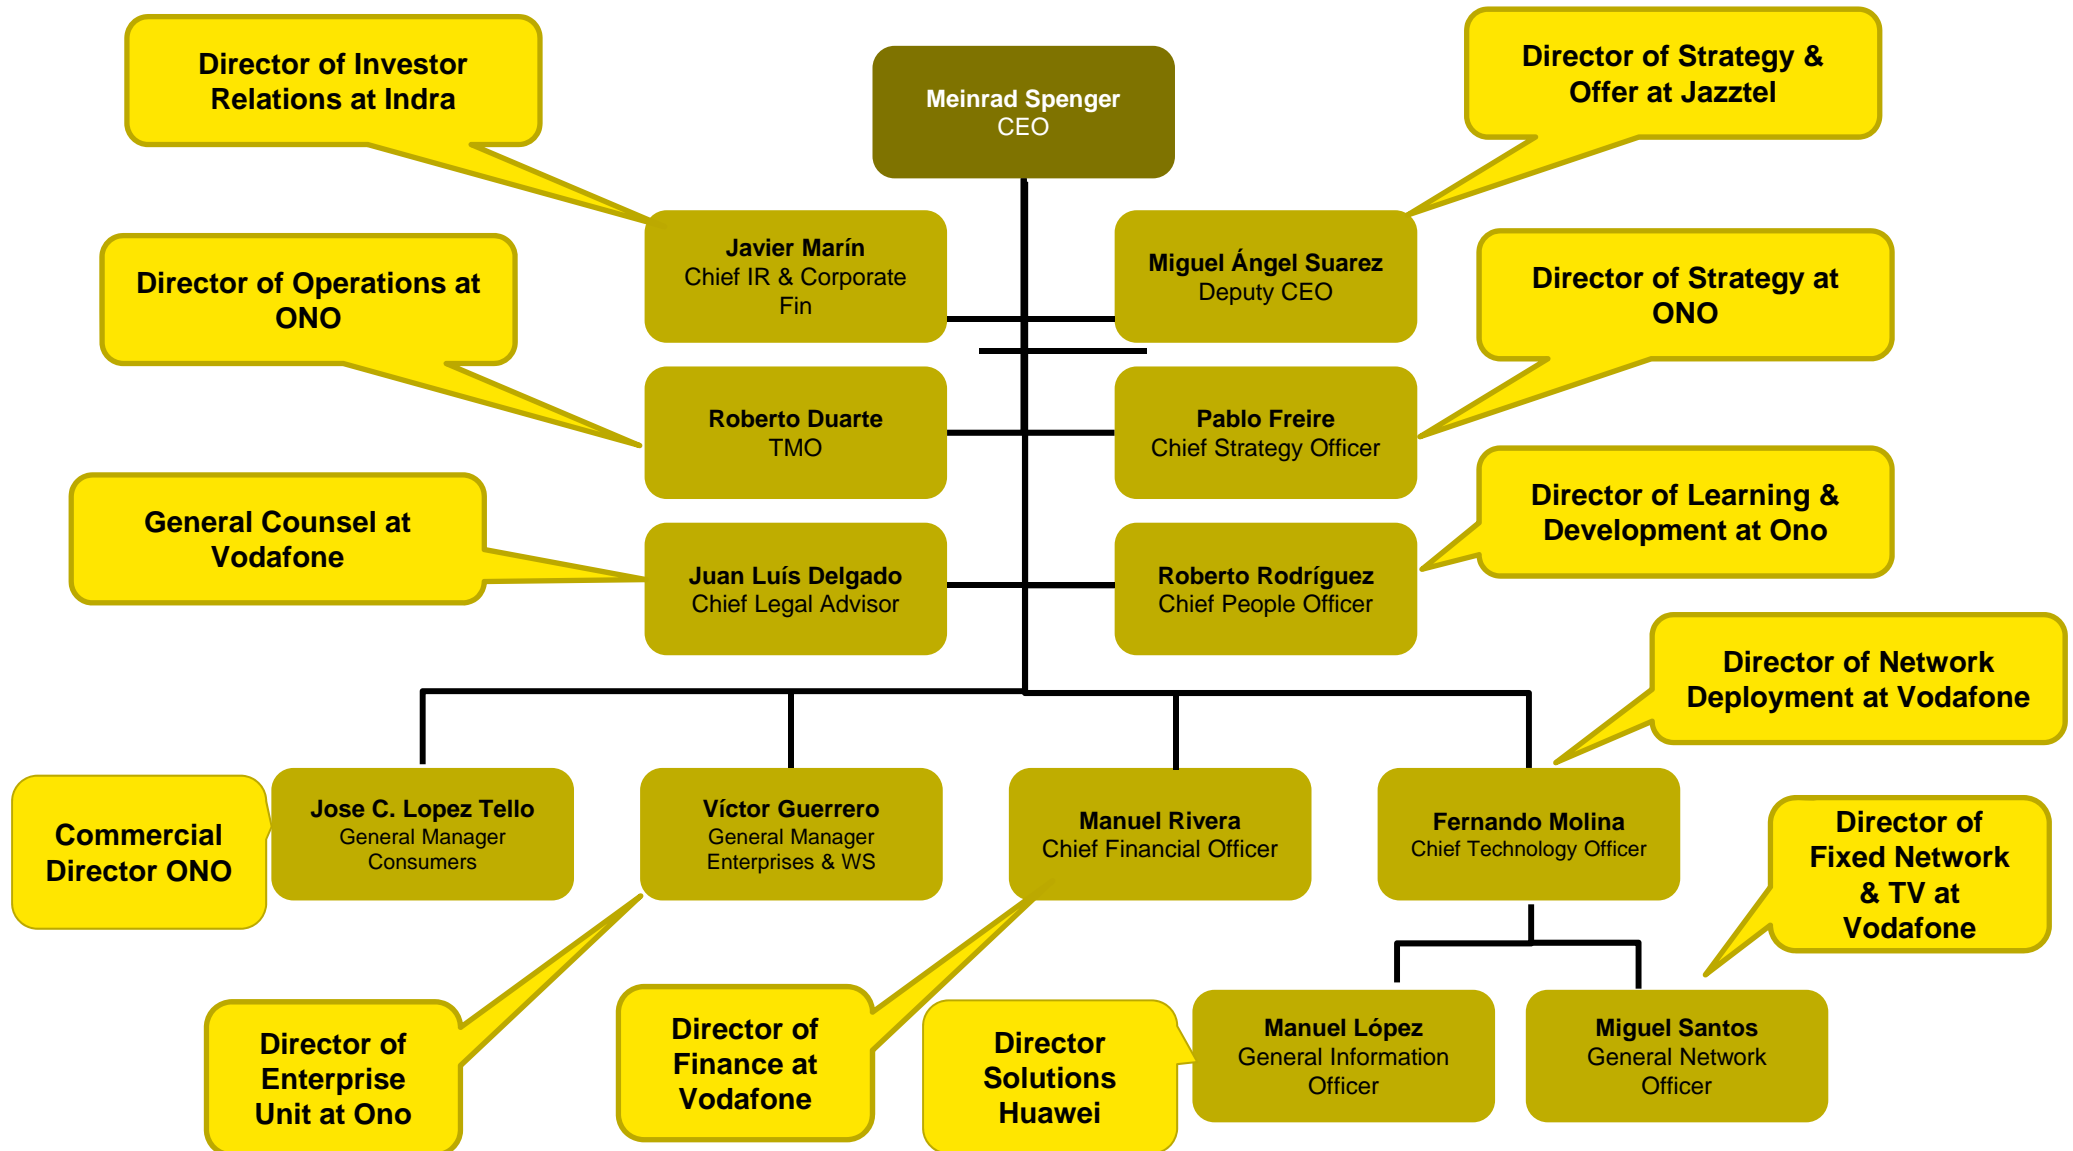 Director of Investor
Relations at Indra
Meinrad Spenger
CEO
Director of Strategy &
Offer at Jazztel
Javier Marín
Chief IR & Corporate
Fin
Miguel Ángel Suarez
Deputy CEO
Director of Operations at
ONO
Director of Strategy at
ONO
Roberto Duarte
TMO
Pablo Freire
Chief Strategy Officer
General Counsel at
Vodafone
Director of Learning &
Development at Ono
Juan Luís Delgado
Chief Legal Advisor
Roberto Rodríguez
Chief People Officer
Director of Network
Deployment at Vodafone
Commercial
Director ONO
Jose C. Lopez Tello
General Manager
Consumers
Víctor Guerrero
General Manager
Enterprises & WS
Manuel Rivera
Chief Financial Officer
Fernando Molina
Chief Technology Officer
Director of
Fixed Network
& TV at
Vodafone
Director of
Enterprise
Unit at Ono
Director of
Finance at
Vodafone
Director
Solutions
Huawei
Manuel López
General Information
Officer
Miguel Santos
General Network
Officer